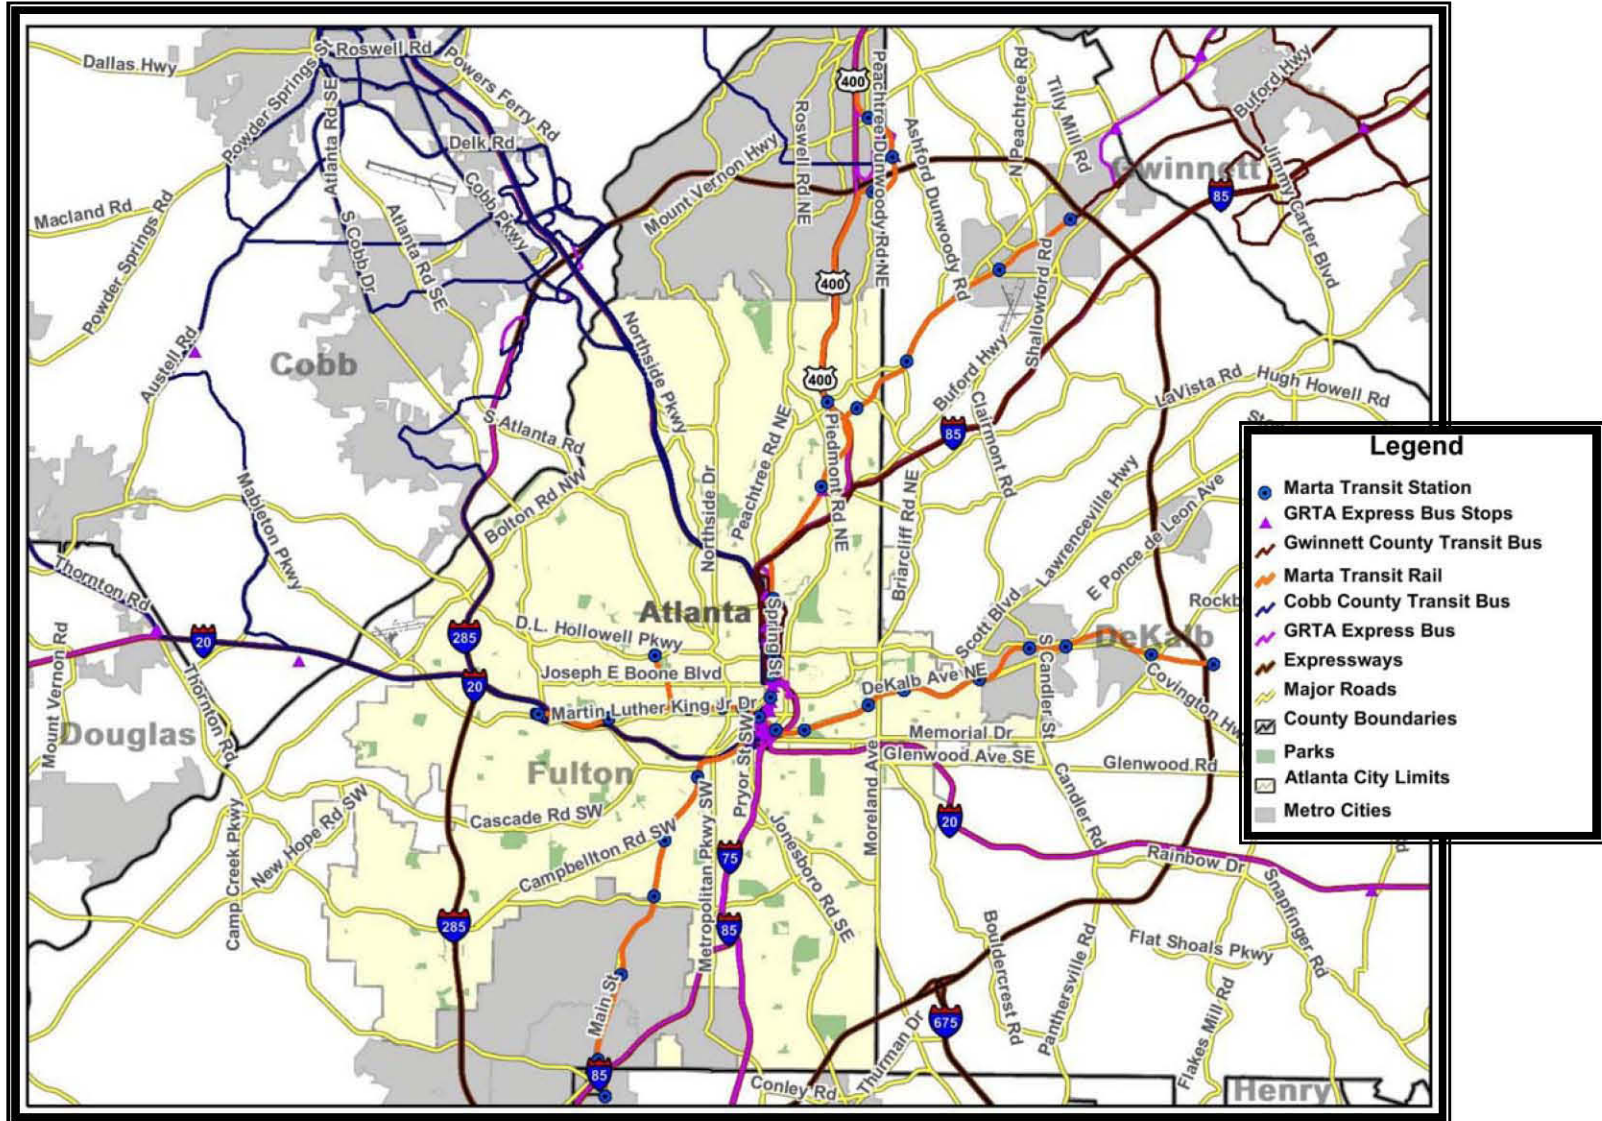 Dallas Hwy
Roswell Rd
Powder Springs S
Powers Ferry Rd
Delk Rd
Atlanta Rd SE
Macland Rd
Powder Springs Rd
S Cobb Dr
Atlanta Rd SE
Cobb Pkwy
Mount Vernon Hwy
Roswell Rd NE
400
Peachtree Dunwoody Rd NE
Ashford Dunwoody Rd
N Peachtree Rd
Tilly Mill Rd
Buford Hwy
Gwinnett
85
Jimmy Carter Blvd
400
Shallowford Rd
Austell Rd
Cobb
Northside Pkwy
400
Buford Hwy
LaVista Rd
Hugh Howell Rd
S Atlanta Rd
Peachtree Rd NE
Piedmont Rd NE
85
Clairmont Rd
Mableton Pkwy
Bolton Rd NW
Northside Dr
Briarcliff Rd NE
Lawrenceville Hwy
E Ponce de Leon Ave
Thornton Rd
Atlanta
Spring St
Scott Blvd
Rockb
20
285
D.L. Hollowell Pkwy
DeKalb
Mount Vernon Rd
20
Joseph E Boone Blvd
DeKalb Ave NE
S Candler St
Covington Hw
Thornton Rd
Martin Luther King Jr Dr
Douglas
Memorial Dr
Glenwood Ave SE
Glenwood Rd
Fulton
Pryor St SW
Moreland Ave
Camp Creek Pkwy
New Hope Rd SW
Cascade Rd SW
Campbellton Rd SW
Metropolitan Pkwy SW
75
Jonesboro Rd SE
20
Candler Rd
Rainbow Dr
Snapfinger Rd
285
85
Bouldercrest Rd
Panthersville Rd
Flat Shoals Pkwy
Main St
675
Thurman Dr
Flakes Mill Rd
85
Conley Rd
Henry
Legend
Marta Transit Station
GRTA Express Bus Stops
Gwinnett County Transit Bus
Marta Transit Rail
Cobb County Transit Bus
GRTA Express Bus
Expressways
Major Roads
County Boundaries
Parks
Atlanta City Limits
Metro Cities